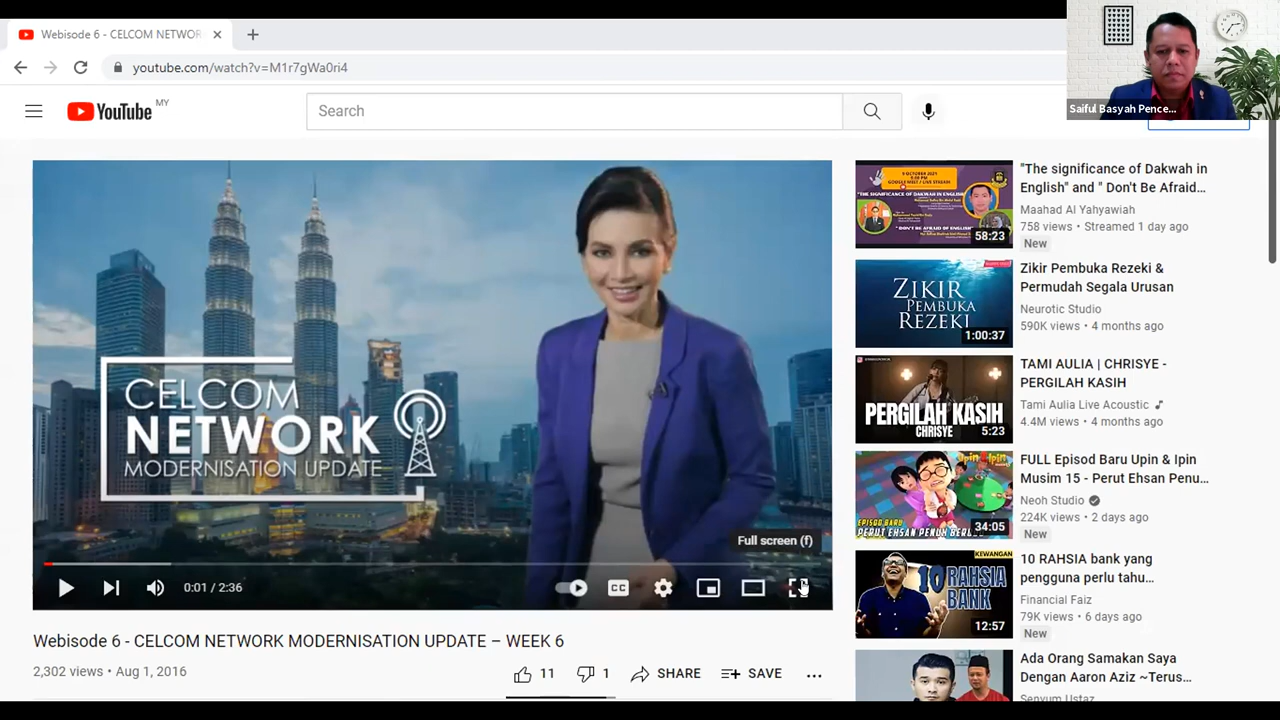 Webisode 6 - CELCOM NETWOR
youtube.com/watch?v=M1r7gWa0ri4
YouTube MY
Search
Saiful Basyah Pence...
CELCOM
NETWORK
MODERNISATION UPDATE
Full screen (f)
0:01 / 2:36
CC
Webisode 6 - CELCOM NETWORK MODERNISATION UPDATE – WEEK 6
2,302 views • Aug 1, 2016
11
1
SHARE
SAVE
58:23
"The significance of Dakwah in
English" and " Don't Be Afraid...
Maahad Al Yahyawiah
758 views • Streamed 1 day ago
New
ZIKIR
PEMBUKA
REZEKI
1:00:37
Zikir Pembuka Rezeki &
Permudah Segala Urusan
Neurotic Studio
590K views • 4 months ago
PERGILAH KASIH
CHRISYE
5:23
TAMI AULIA | CHRISYE -
PERGILAH KASIH
Tami Aulia Live Acoustic
4.4M views • 4 months ago
Upin & Ipin
EPISOD BARU
34:05
FULL Episod Baru Upin & Ipin
Musim 15 - Perut Ehsan Penu...
Neoh Studio
224K views • 2 days ago
New
KEWANGAN
10 RAHSIA
BANK
12:57
10 RAHSIA bank yang
pengguna perlu tahu...
Financial Faiz
79K views • 6 days ago
New
Ada Orang Samakan Saya
Dengan Aaron Aziz ~Terus...
Senyum Ustaz